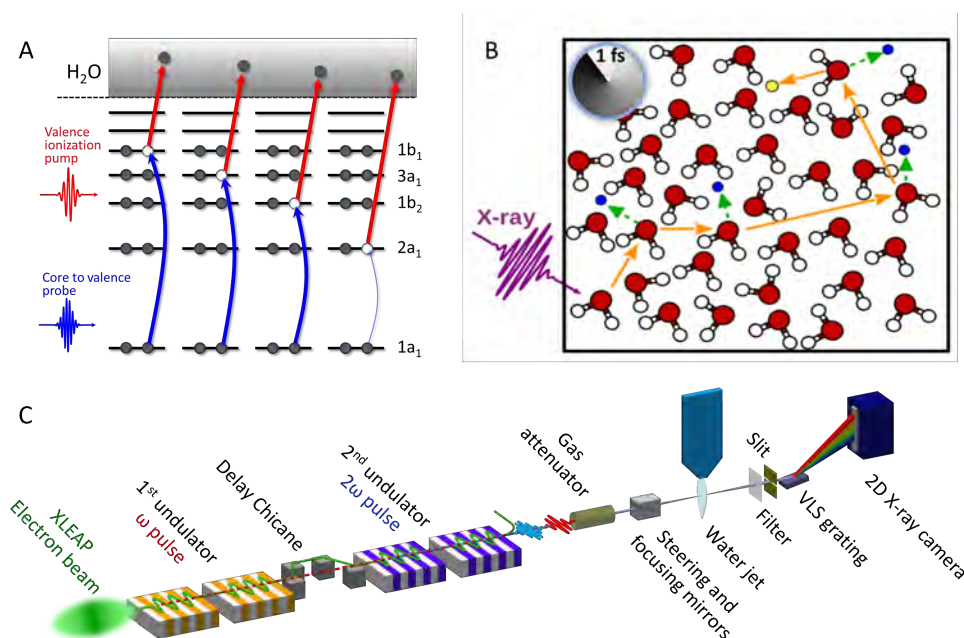 A
H₂O
Valence
ionization
pump
1b₁
3a₁
1b₂
2a₁
Core to valence
probe
1a₁
B
1 fs
X-ray
C
XLEAP
Electron beam
1ˢᵗ undulator
ω pulse
Delay Chicane
2ⁿᵈ undulator
2ω pulse
Gas
attenuator
Steering and
focusing mirrors
Water jet
Filter
Slit
VLS grating
2D X-ray camera